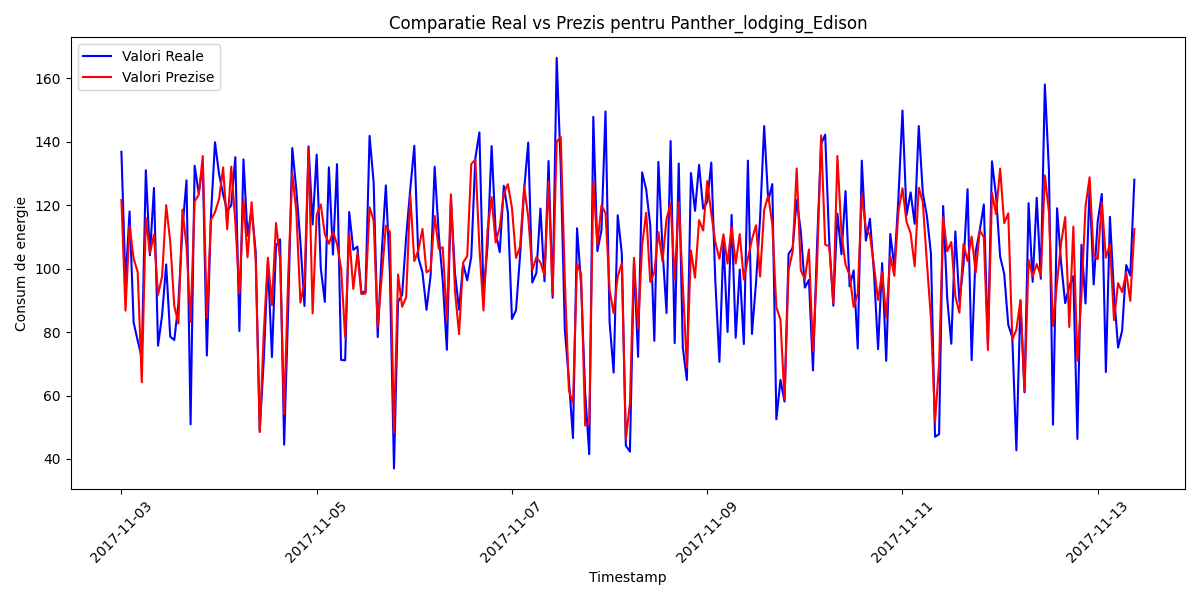 Comparatie Real vs Prezis pentru Panther_lodging_Edison
Valori Reale
Valori Prezise
Consum de energie
160
140
120
100
80
60
40
2017-11-03
2017-11-05
2017-11-07
2017-11-09
2017-11-11
2017-11-13
Timestamp